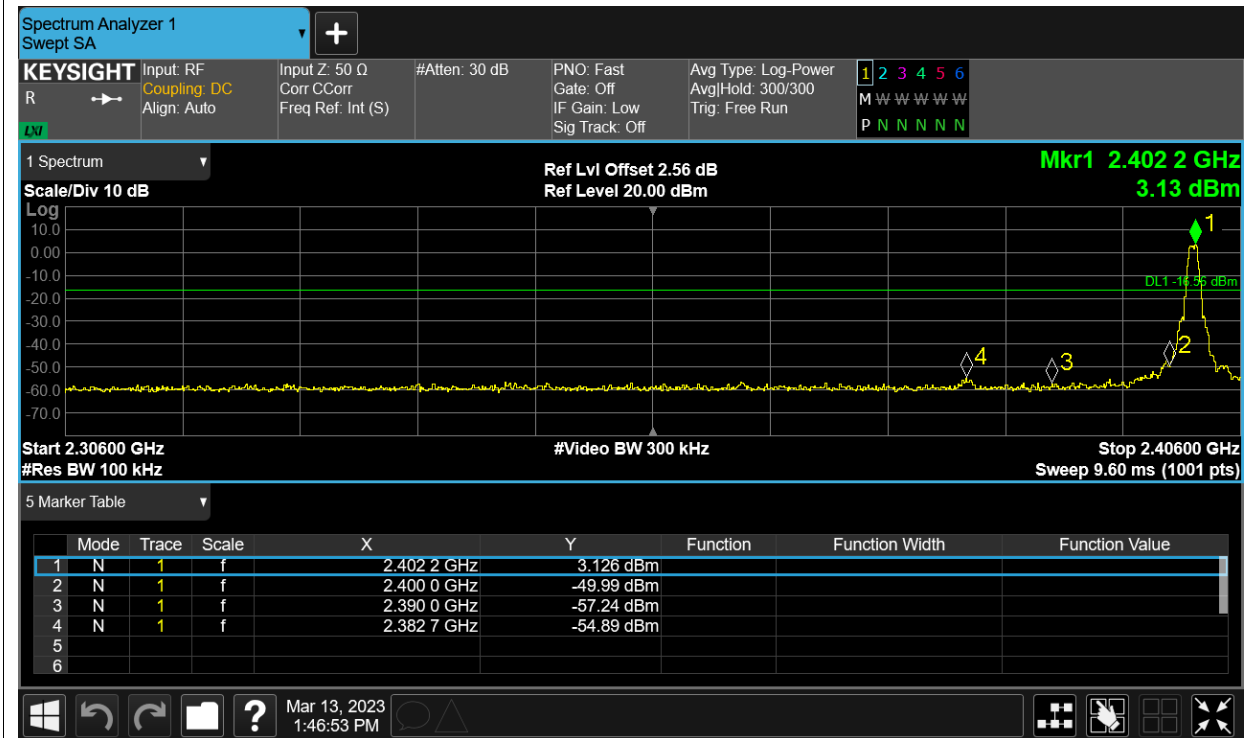 Spectrum Analyzer 1
Swept SA
+
KEYSIGHT
R
LXI
Input: RF
Coupling: DC
Align: Auto
Input Z: 50 Ω
Corr CCorr
Freq Ref: Int (S)
#Atten: 30 dB
PNO: Fast
Gate: Off
IF Gain: Low
Sig Track: Off
Avg Type: Log-Power
Avg|Hold: 300/300
Trig: Free Run
1 2 3 4 5 6
M W W W W W
P N N N N N
1 Spectrum
Scale/Div 10 dB
Ref Lvl Offset 2.56 dB
Ref Level 20.00 dBm
Mkr1 2.402 2 GHz
3.13 dBm
Log
10.0
0.00
-10.0
-20.0
-30.0
-40.0
-50.0
-60.0
-70.0
1
DL1 -16.56 dBm
2
3
4
Start 2.30600 GHz
#Res BW 100 kHz
#Video BW 300 kHz
Stop 2.40600 GHz
Sweep 9.60 ms (1001 pts)
5 Marker Table
Mode Trace Scale X Y Function Function Width Function Value
1 N 1 f 2.402 2 GHz 3.126 dBm
2 N 1 f 2.400 0 GHz -49.99 dBm
3 N 1 f 2.390 0 GHz -57.24 dBm
4 N 1 f 2.382 7 GHz -54.89 dBm
5
6
?
Mar 13, 2023
1:46:53 PM